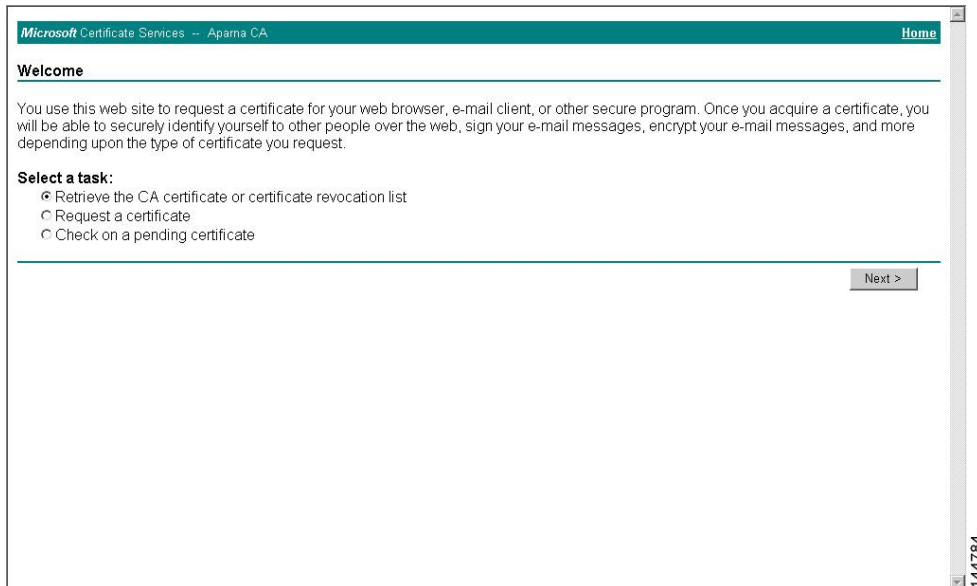 Microsoft Certificate Services -- Aparna CA Home
Welcome
You use this web site to request a certificate for your web browser, e-mail client, or other secure program. Once you acquire a certificate, you
will be able to securely identify yourself to other people over the web, sign your e-mail messages, encrypt your e-mail messages, and more
depending upon the type of certificate you request.
Select a task:
Retrieve the CA certificate or certificate revocation list
Request a certificate
Check on a pending certificate
Next >